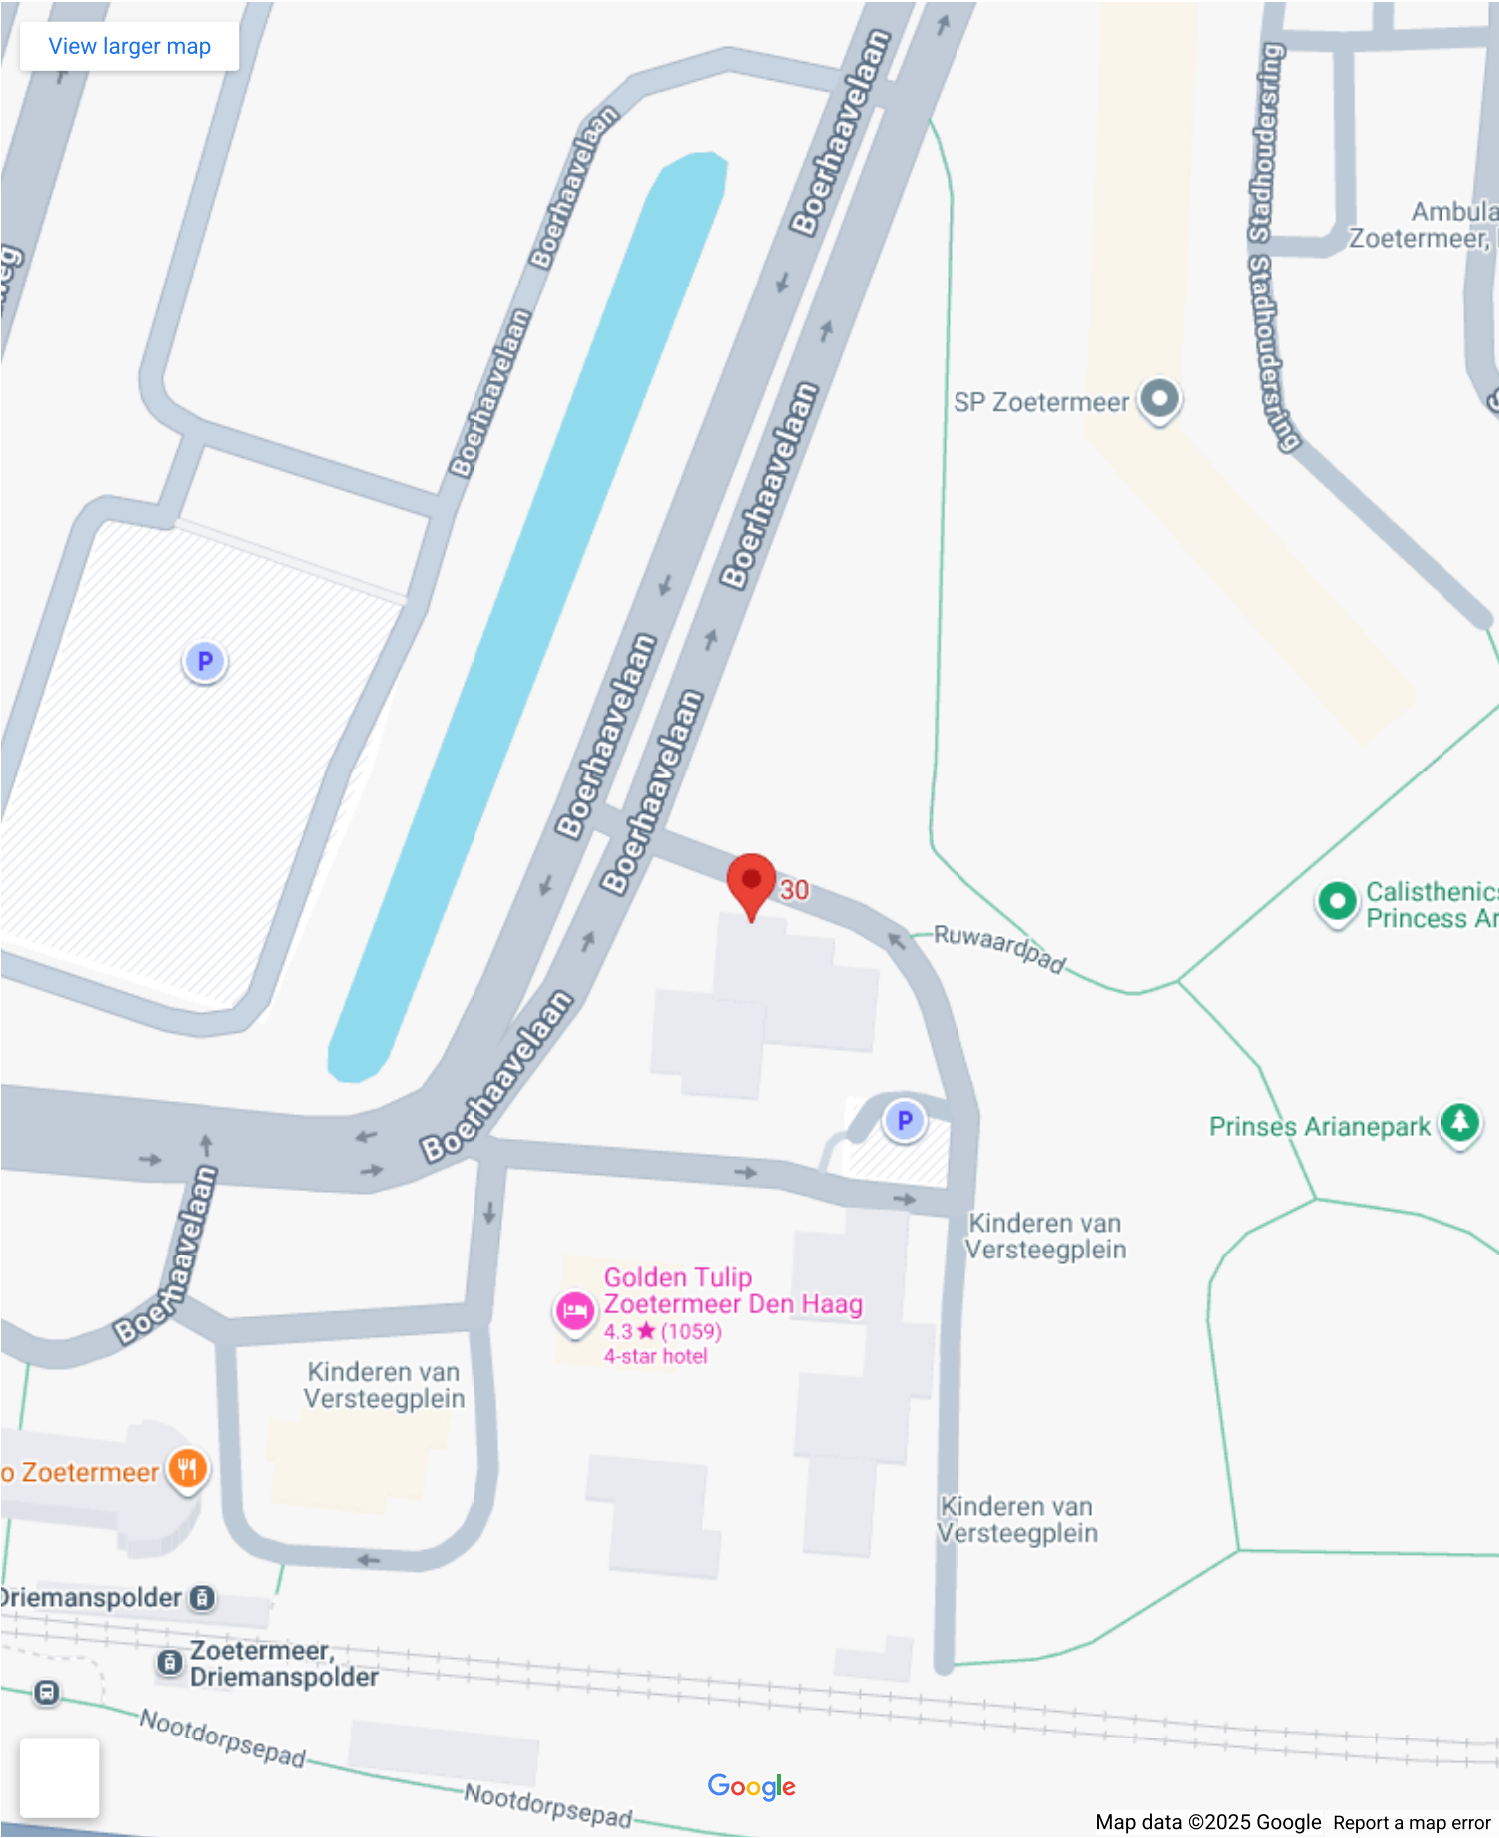 View larger map
Boerhaavelaan
Boerhaavelaan
Stadhoudersring
Boerhaavelaan
Ambula
Zoetermeer,
weg
Stadhoudersring
Boerhaavelaan
SP Zoetermeer
Boerhaavelaan
P
Boerhaavelaan
Boerhaavelaan
30
Calisthenics
Princess Ar
Ruwaardpad
Boerhaavelaan
P
Prinses Arianepark
Boerhaavelaan
Kinderen van
Versteegplein
Golden Tulip
Zoetermeer Den Haag
4.3★(1059)
4-star hotel
Kinderen van
Versteegplein
o Zoetermeer
Kinderen van
Versteegplein
Driemanspolder
Zoetermeer,
Driemanspolder
Nootdorpsepad
Nootdorpsepad
Google
Map data ©2025 Google Report a map error